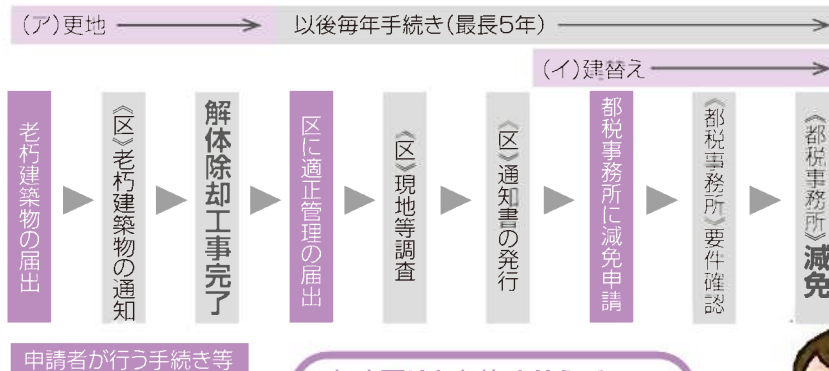 (ア)更地
以後毎年手続き(最長5年)
(イ)建替え
老朽建築物の届出
《区》老朽建築物の通知
解体除却工事完了
区に適正管理の届出
《区》現地等調査
《区》通知書の発行
都税事務所に減免申請
《都税事務所》要件確認
《都税事務所》減免
申請者が行う手続き等